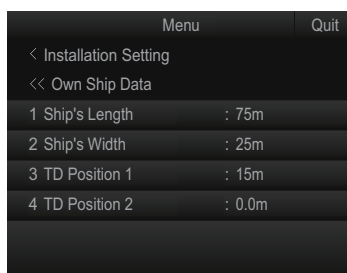 Menu Quit
< Installation Setting
<< Own Ship Data
1 Ship's Length : 75m
2 Ship's Width : 25m
3 TD Position 1 : 15m
4 TD Position 2 : 0.0m